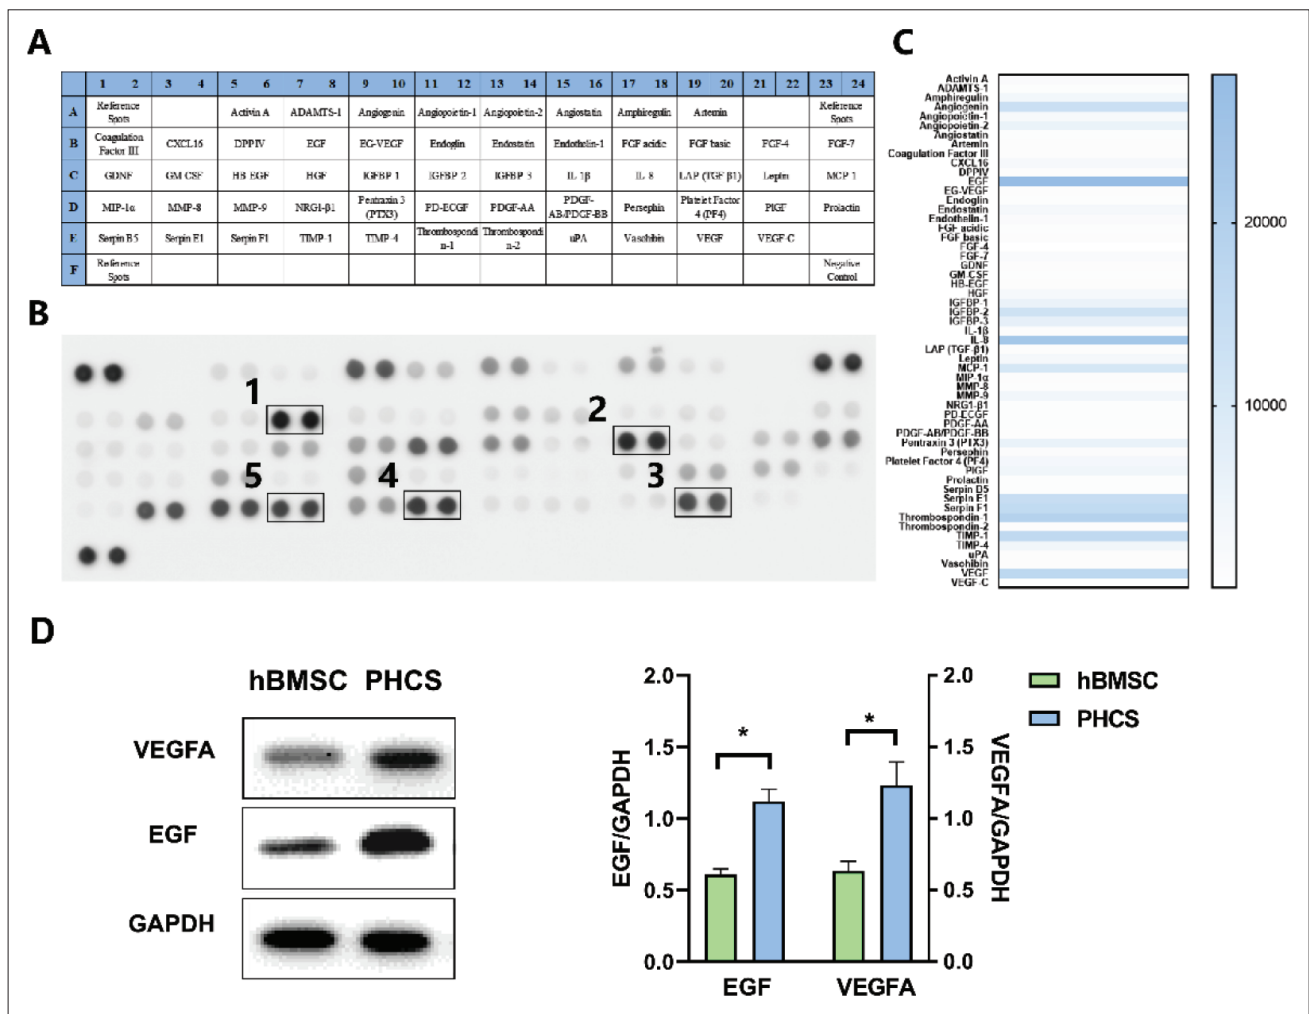 A
C
1 2 3 4 5 6 7 8 9 10 11 12 13 14 15 16 17 18 19 20 21 22 23 24
A Reference Spots Activin A ADAMTS-1 Angiogenin Angiopoietin-1 Angiopoietin-2 Angiostatin Amphiregulin Artemin Reference Spots
B Coagulation Factor III CXCL16 DPPIV EGF EG-VEGF Endoglin Endostatin Endothelin-1 FGF acidic FGF basic FGF-4 FGF-7
C GDNF GM CSF HB EGF HGF IGFBP 1 IGFBP 2 IGFBP 3 IL 1β IL 8 LAP (TGF β1) Leptin MCP 1
D MIP-1α MMP-8 MMP-9 NRG1-β1 Pentraxin 3 (PTX3) PD-ECGF PDGF-AA PDGF-AB/PDGF-BB Persephin Platelet Factor 4 (PF4) PlGF Prolactin
E Serpin B5 Serpin E1 Serpin F1 TIMP-1 TIMP-4 Thrombospondin-1 Thrombospondin-2 uPA Vasohibin VEGF VEGF-C
F Reference Spots Negative Control
B
1
2
3
4
5
Activin A
ADAMTS-1
Amphiregulin
Angiogenin
Angiopoietin-1
Angiopoietin-2
Angiostatin
Artemin
Coagulation Factor III
CXCL16
DPPIV
EGF
EG-VEGF
Endoglin
Endostatin
Endothelin-1
FGF acidic
FGF basic
FGF-4
FGF-7
GDNF
GM CSF
HB-EGF
HGF
IGFBP-1
IGFBP-2
IGFBP-3
IL-1β
IL-8
LAP (TGF-β1)
Leptin
MCP-1
MIP-1α
MMP-8
MMP-9
NRG1-β1
PD-ECGF
PDGF-AA
PDGF-AB/PDGF-BB
Pentraxin 3 (PTX3)
Persephin
Platelet Factor 4 (PF4)
PlGF
Prolactin
Serpin B5
Serpin E1
Serpin F1
Thrombospondin-1
Thrombospondin-2
TIMP-1
TIMP-4
uPA
Vasohibin
VEGF
VEGF-C
20000
10000
D
hBMSC PHCS
VEGFA
EGF
GAPDH
EGF/GAPDH
2.0
1.5
1.0
0.5
0.0
* *
EGF VEGFA
2.0
1.5
1.0
0.5
0.0
VEGFA/GAPDH
hBMSC
PHCS